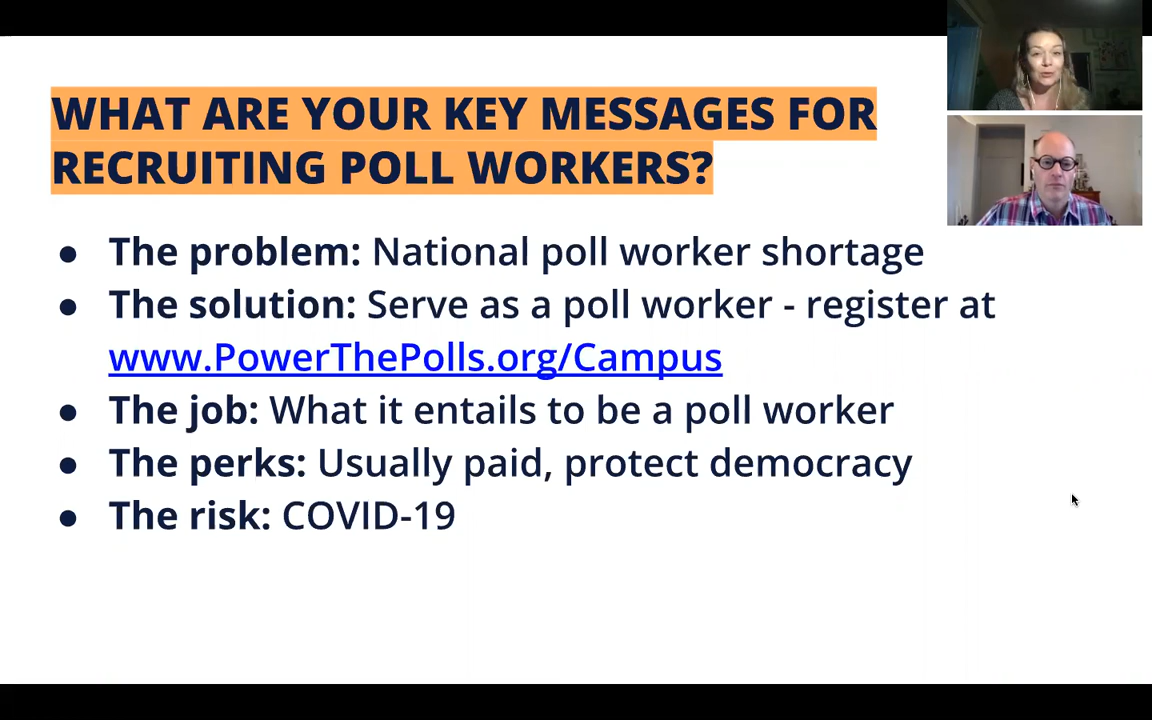 WHAT ARE YOUR KEY MESSAGES FOR
RECRUITING POLL WORKERS?
● The problem: National poll worker shortage
● The solution: Serve as a poll worker - register at
www.PowerThePolls.org/Campus
● The job: What it entails to be a poll worker
● The perks: Usually paid, protect democracy
● The risk: COVID-19